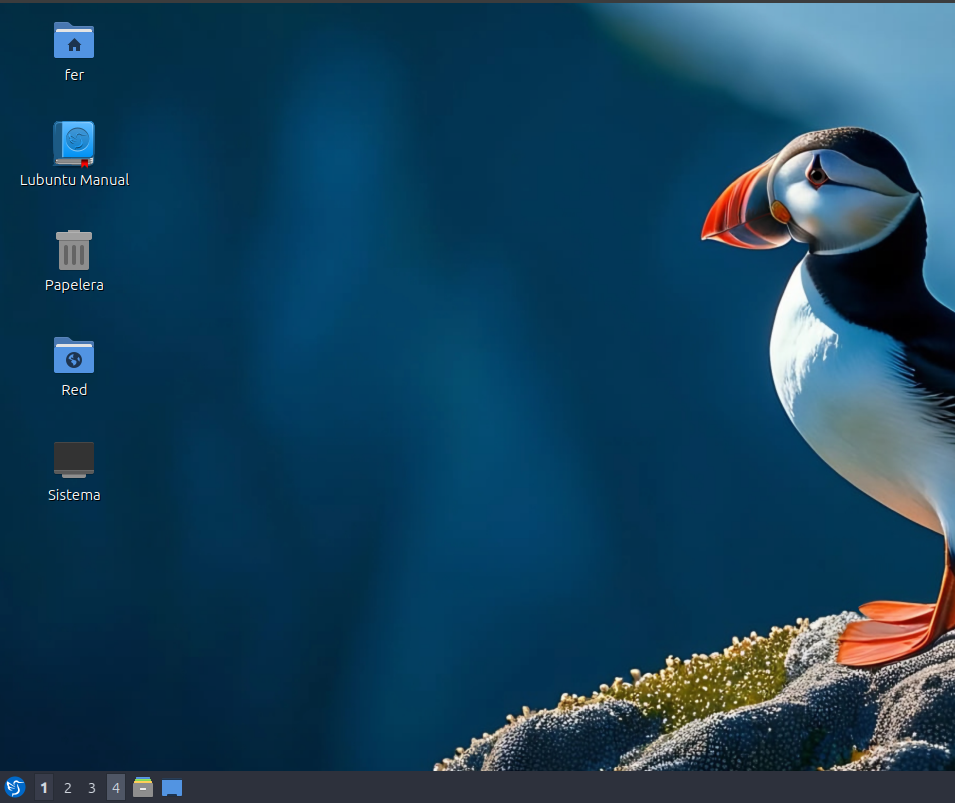 fer
Lubuntu Manual
Papelera
Red
Sistema
1 2 3 4